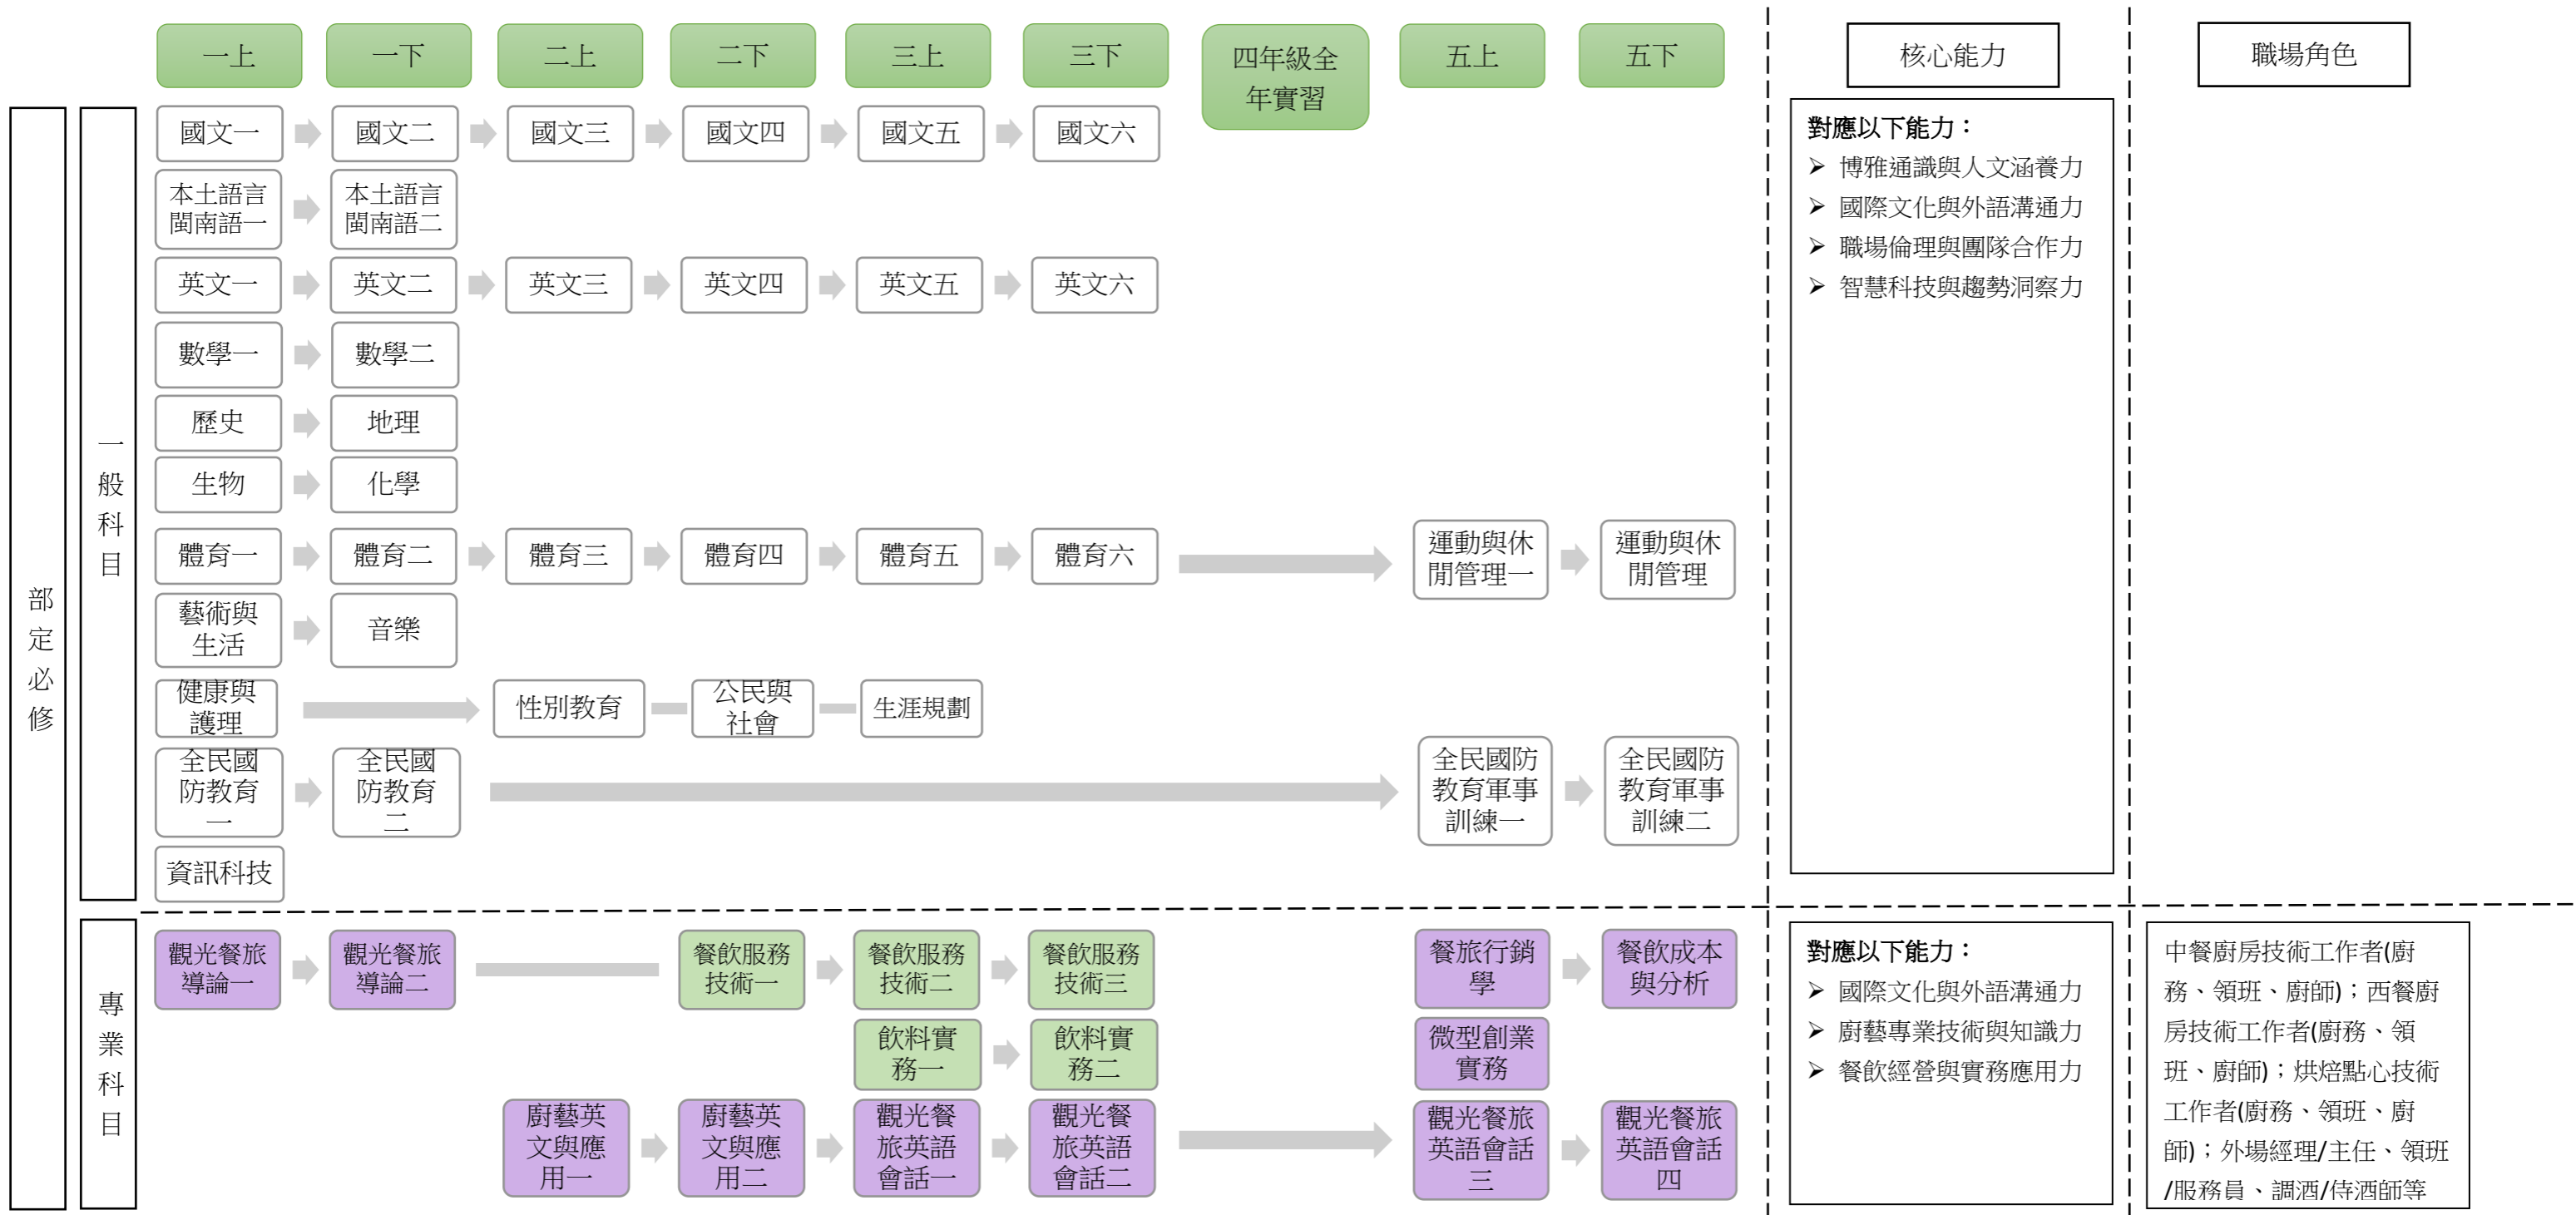 一上
一下
二上
二下
三上
三下
四年級全
年實習
五上
五下
核心能力
職場角色
部定必修
一般科目
國文一
國文二
國文三
國文四
國文五
國文六
本土語言
閩南語一
本土語言
閩南語二
英文一
英文二
英文三
英文四
英文五
英文六
數學一
數學二
歷史
地理
生物
化學
體育一
體育二
體育三
體育四
體育五
體育六
運動與休
閒管理一
運動與休
閒管理
藝術與
生活
音樂
健康與
護理
性別教育
公民與
社會
生涯規劃
全民國
防教育
一
全民國
防教育
二
全民國防
教育軍事
訓練一
全民國防
教育軍事
訓練二
資訊科技
對應以下能力：
➢ 博雅通識與人文涵養力
➢ 國際文化與外語溝通力
➢ 職場倫理與團隊合作力
➢ 智慧科技與趨勢洞察力
專業科目
觀光餐旅
導論一
觀光餐旅
導論二
餐飲服務
技術一
餐飲服務
技術二
餐飲服務
技術三
餐旅行銷
學
餐飲成本
與分析
飲料實
務一
飲料實
務二
微型創業
實務
廚藝英
文與應
用一
廚藝英
文與應
用二
觀光餐
旅英語
會話一
觀光餐
旅英語
會話二
觀光餐旅
英語會話
三
觀光餐旅
英語會話
四
對應以下能力：
➢ 國際文化與外語溝通力
➢ 廚藝專業技術與知識力
➢ 餐飲經營與實務應用力
中餐廚房技術工作者(廚
務、領班、廚師)；西餐廚
房技術工作者(廚務、領
班、廚師)；烘焙點心技術
工作者(廚務、領班、廚
師)；外場經理/主任、領班
/服務員、調酒/侍酒師等